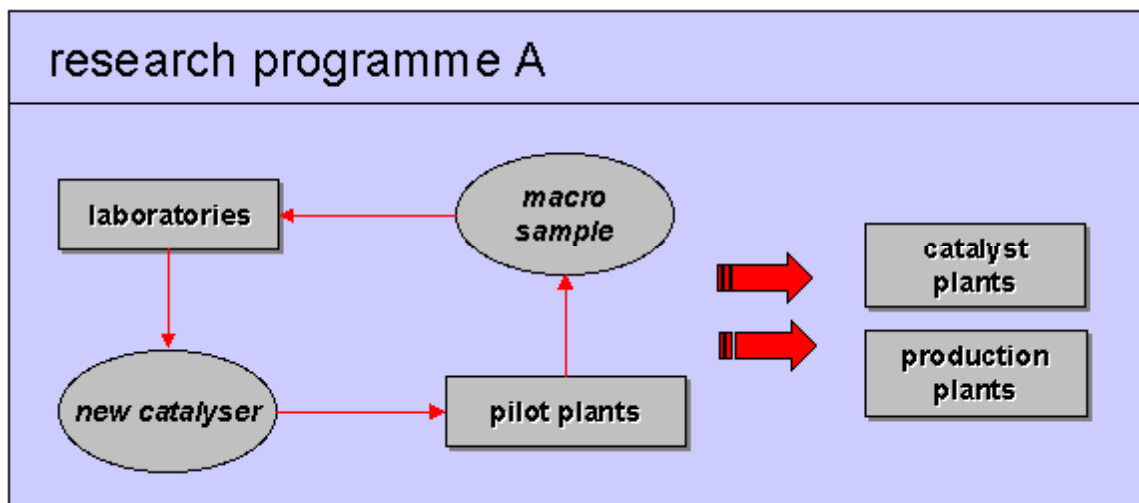 research programme A
laboratories
macro
sample
catalyst
plants
production
plants
new catalyser
pilot plants